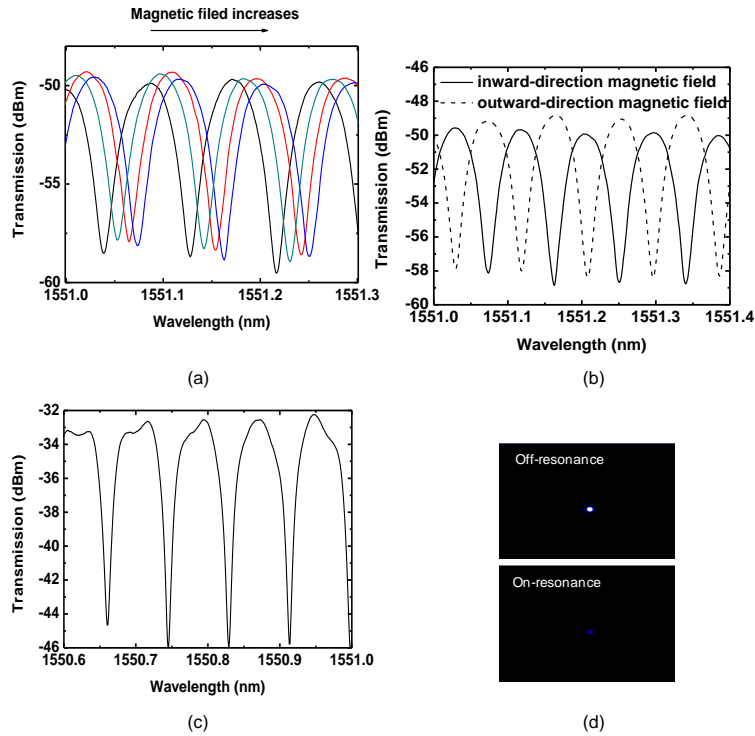 Magnetic filed increases
-50
-55
-60
1551.0
1551.1
1551.2
1551.3
Transmission (dBm)
Wavelength (nm)
(a)
inward-direction magnetic field
outward-direction magnetic field
-46
-48
-50
-52
-54
-56
-58
-60
1551.0
1551.1
1551.2
1551.3
1551.4
Transmission (dBm)
Wavelength (nm)
(b)
-32
-34
-36
-38
-40
-42
-44
-46
1550.6
1550.7
1550.8
1550.9
1551.0
Transmission (dBm)
Wavelength (nm)
(c)
Off-resonance
On-resonance
(d)